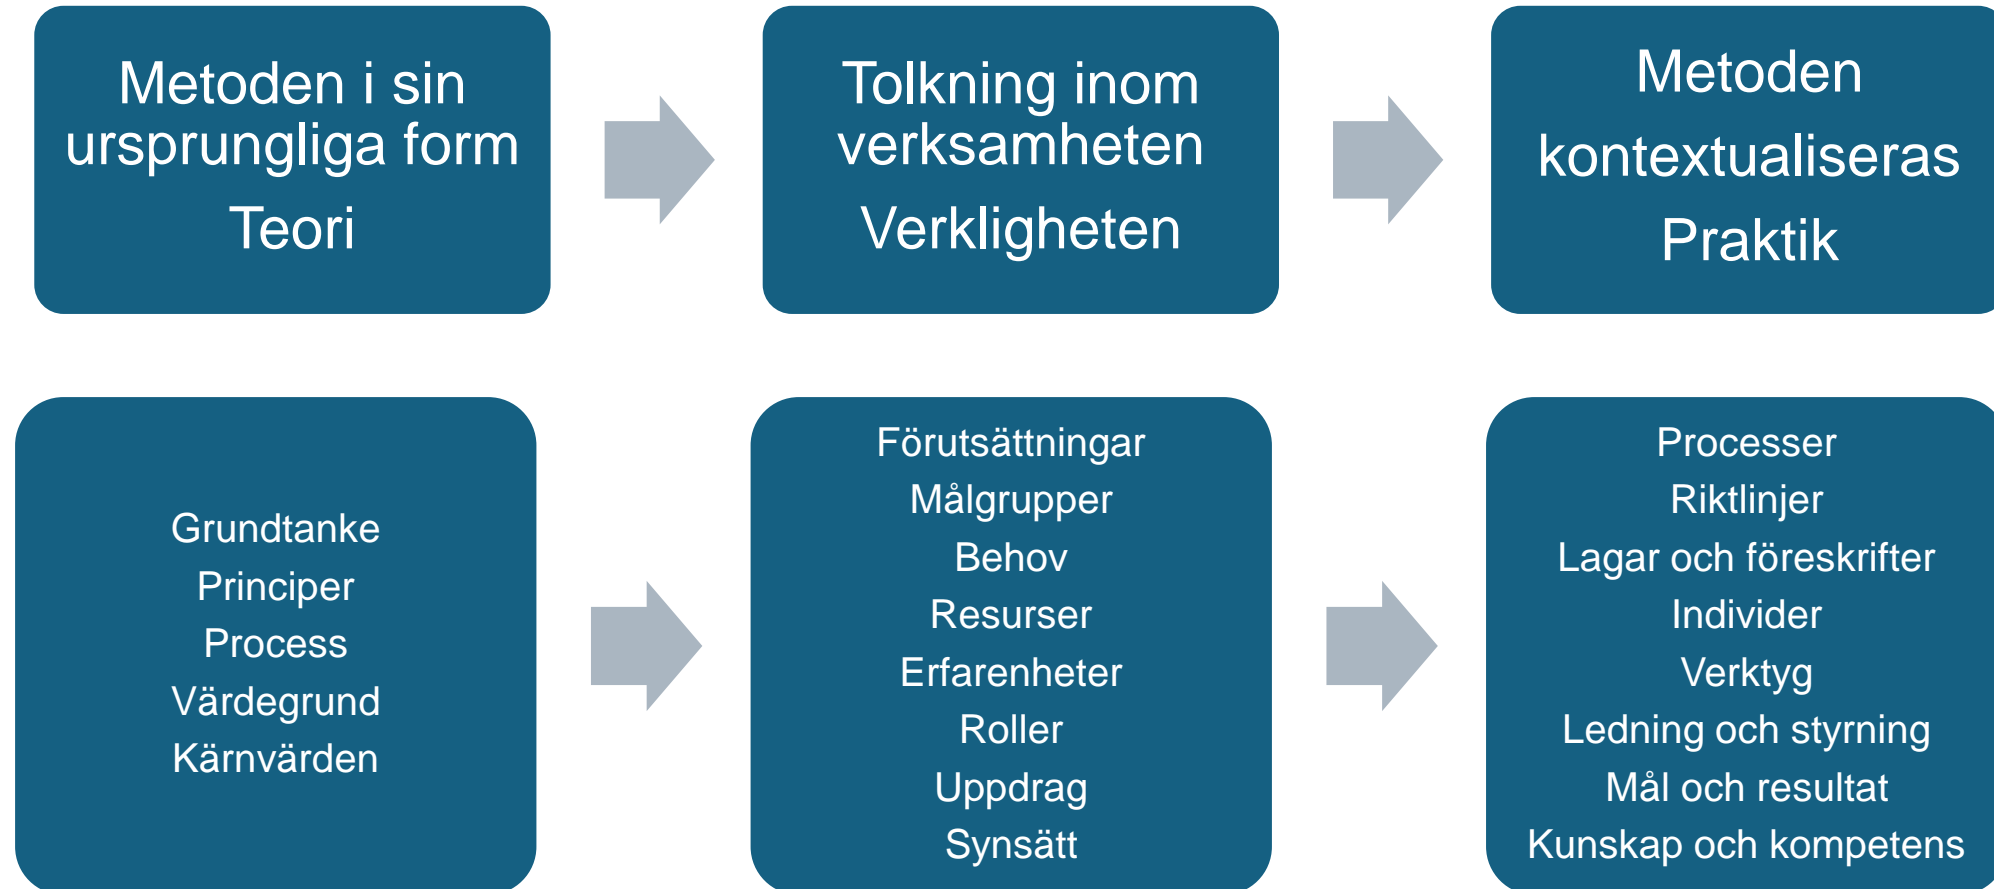 Metoden i sin
ursprungliga form
Teori
Tolkning inom
verksamheten
Verkligheten
Metoden
kontextualiseras
Praktik
Grundtanke
Principer
Process
Värdegrund
Kärnvärden
Förutsättningar
Målgrupper
Behov
Resurser
Erfarenheter
Roller
Uppdrag
Synsätt
Processer
Riktlinjer
Lagar och föreskrifter
Individer
Verktyg
Ledning och styrning
Mål och resultat
Kunskap och kompetens